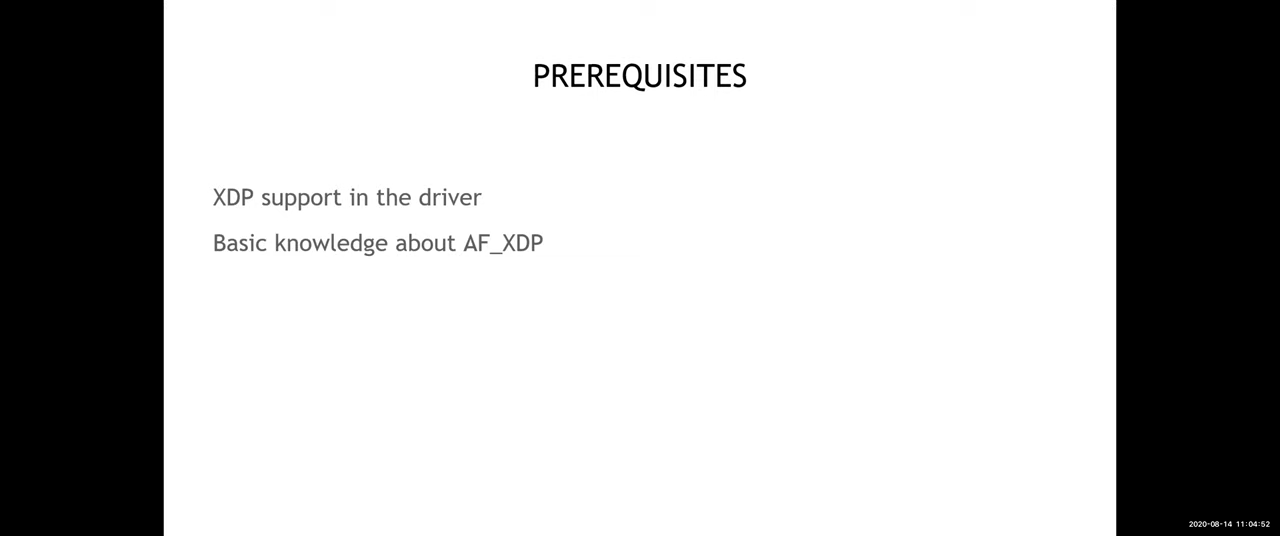 PREREQUISITES
XDP support in the driver
Basic knowledge about AF_XDP
2020-08-14 11:04:52